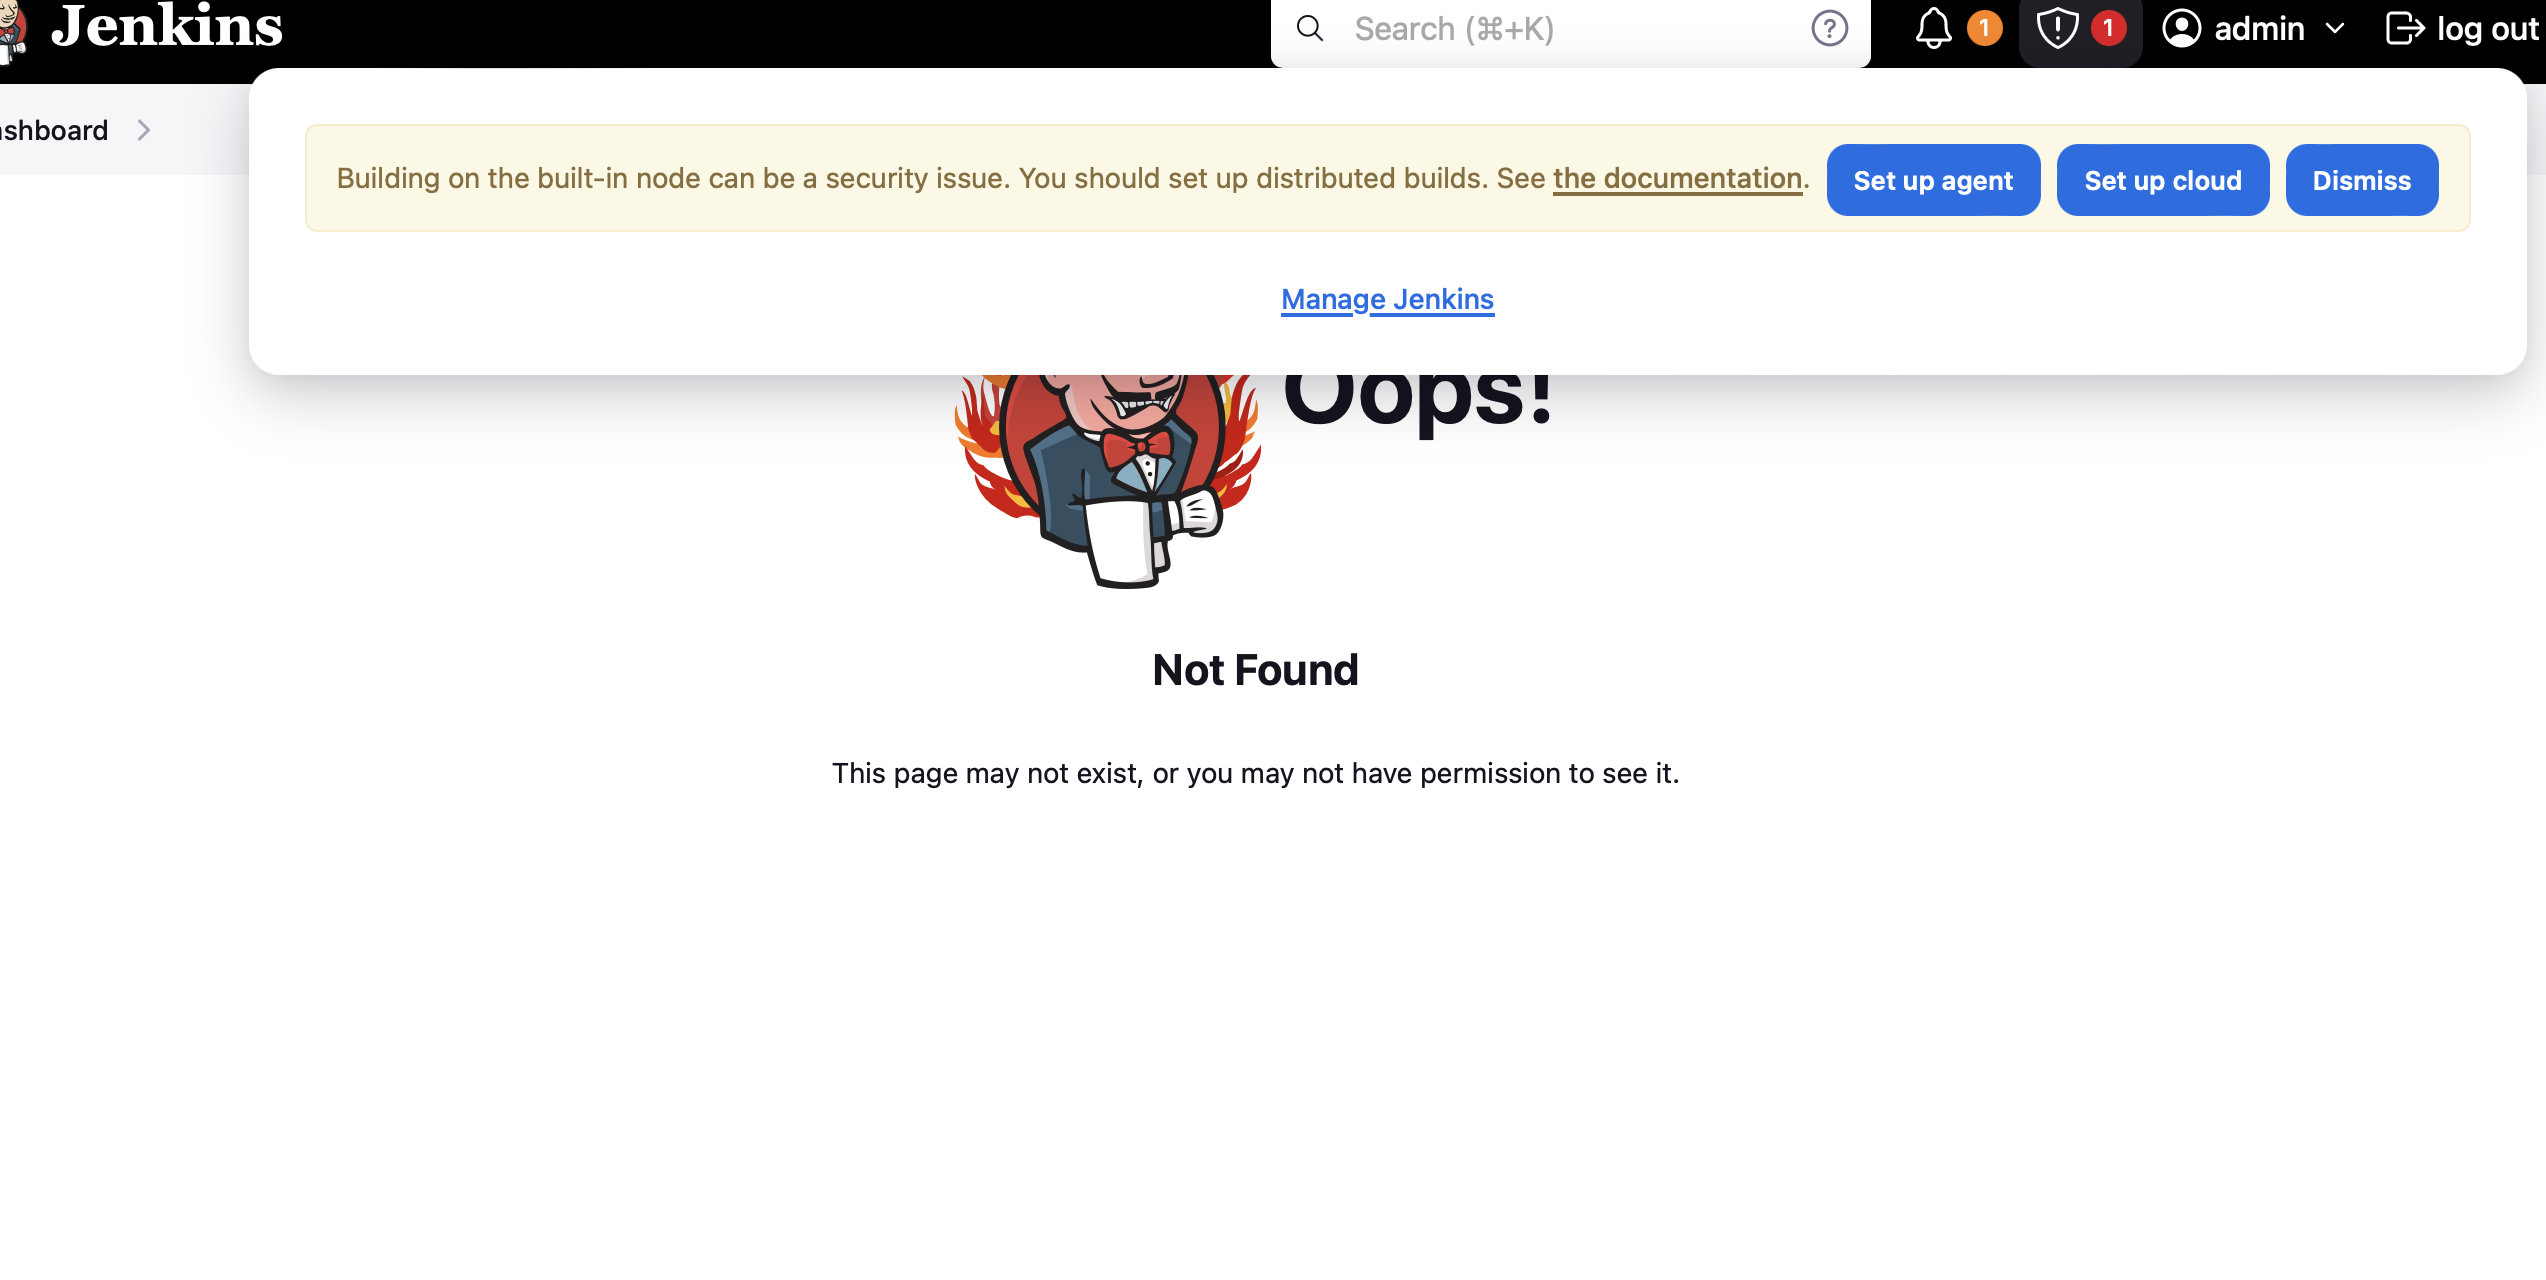 Jenkins
Search (⌘+K)
1
1
admin
log out
ashboard
Building on the built-in node can be a security issue. You should set up distributed builds. See the documentation.
Set up agent
Set up cloud
Dismiss
Manage Jenkins
Oops!
Not Found
This page may not exist, or you may not have permission to see it.